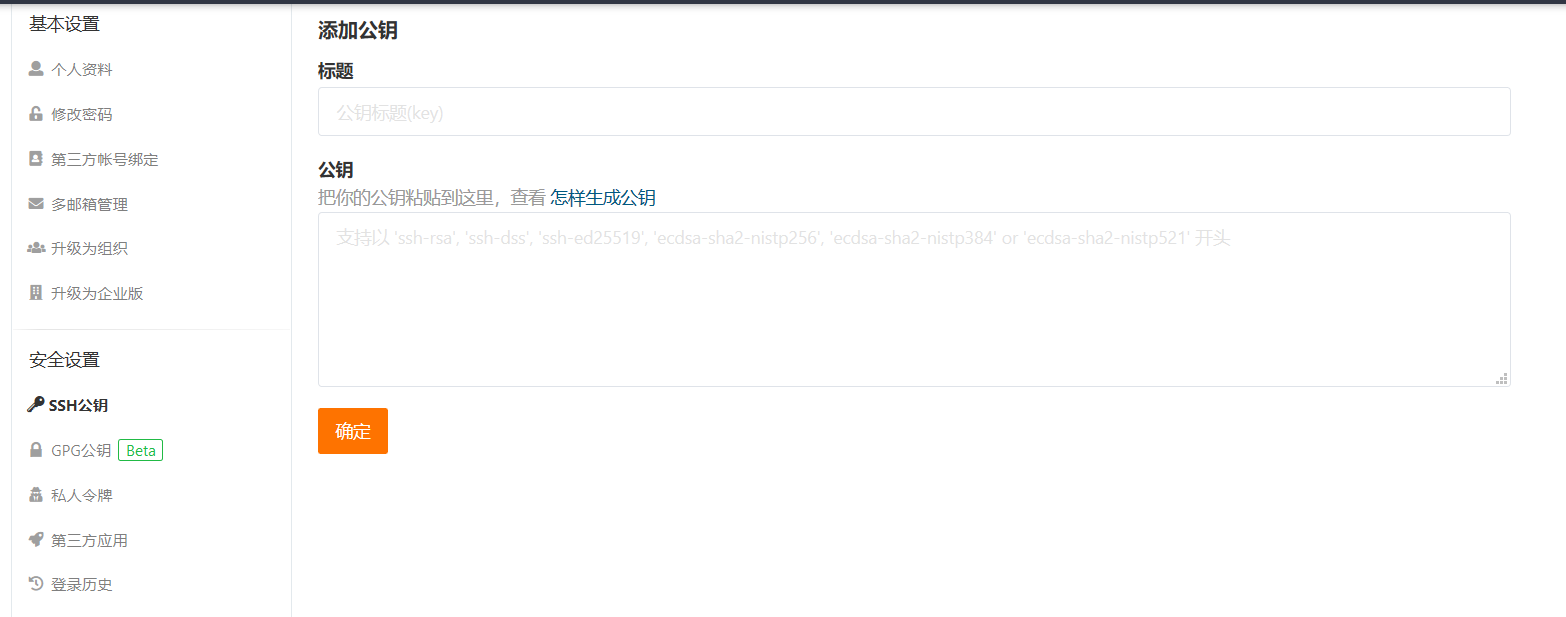 基本设置
个人资料
修改密码
第三方帐号绑定
多邮箱管理
升级为组织
升级为企业版
安全设置
SSH公钥
GPG公钥 Beta
私人令牌
第三方应用
登录历史
添加公钥
标题
公钥标题(key)
公钥
把你的公钥粘贴到这里，查看 怎样生成公钥
支持以 'ssh-rsa', 'ssh-dss', 'ssh-ed25519', 'ecdsa-sha2-nistp256', 'ecdsa-sha2-nistp384' or 'ecdsa-sha2-nistp521' 开头
确定